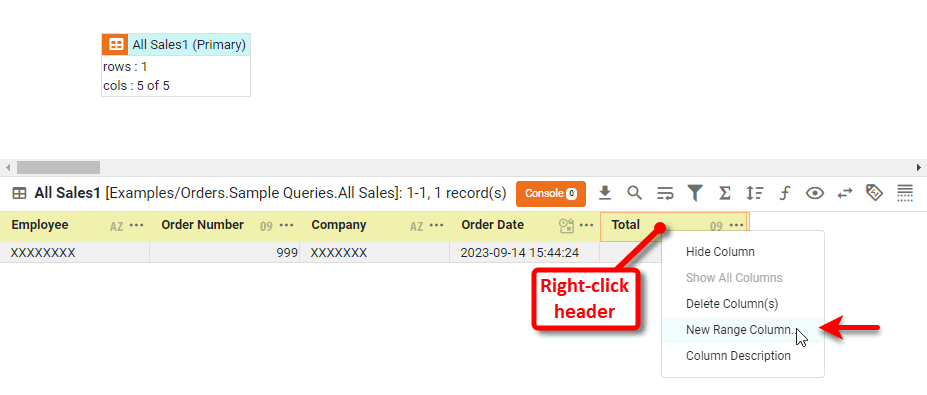 All Sales1 (Primary)
rows : 1
cols : 5 of 5
All Sales1 [Examples/Orders.Sample Queries.All Sales]: 1-1, 1 record(s) Console 0
Employee AZ Order Number 09 Company AZ Order Date Total 09
XXXXXXXX 999 XXXXXXX 2023-09-14 15:44:24
Right-click
header
Hide Column
Show All Columns
Delete Column(s)
New Range Column...
Column Description